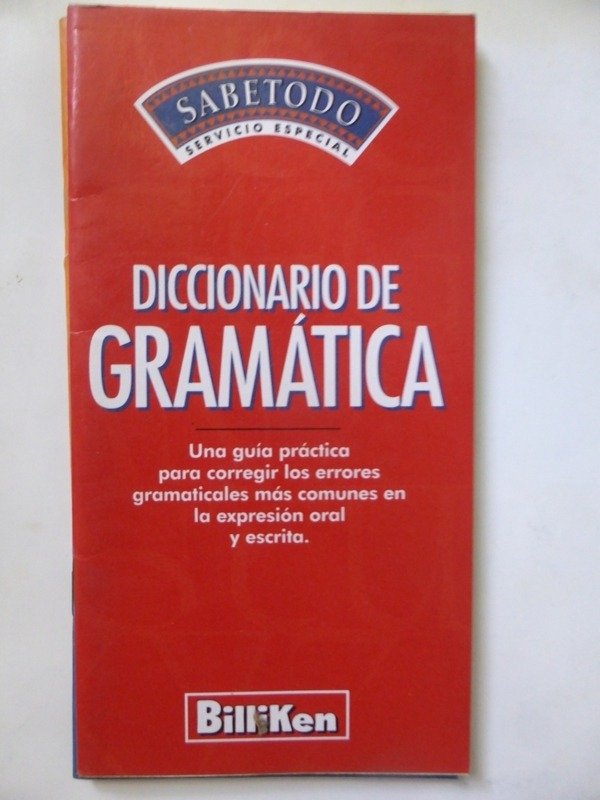 SABETODO
SERVICIO ESPECIAL
DICCIONARIO DE
GRAMÁTICA
Una guía práctica
para corregir los errores
gramaticales más comunes en
la expresión oral
y escrita.
BilliKen